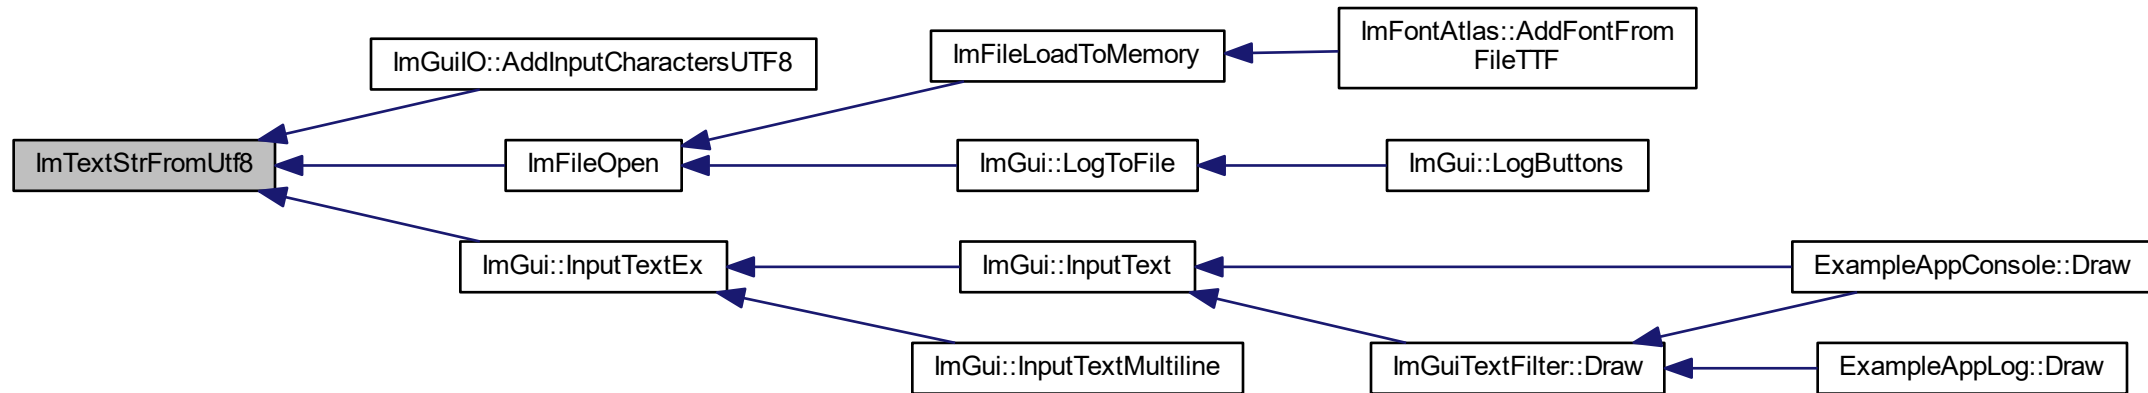 ImGuiIO::AddInputCharactersUTF8
ImFileLoadToMemory
ImFontAtlas::AddFontFrom
FileTTF
ImTextStrFromUtf8
ImFileOpen
ImGui::LogToFile
ImGui::LogButtons
ImGui::InputTextEx
ImGui::InputText
ExampleAppConsole::Draw
ImGui::InputTextMultiline
ImGuiTextFilter::Draw
ExampleAppLog::Draw